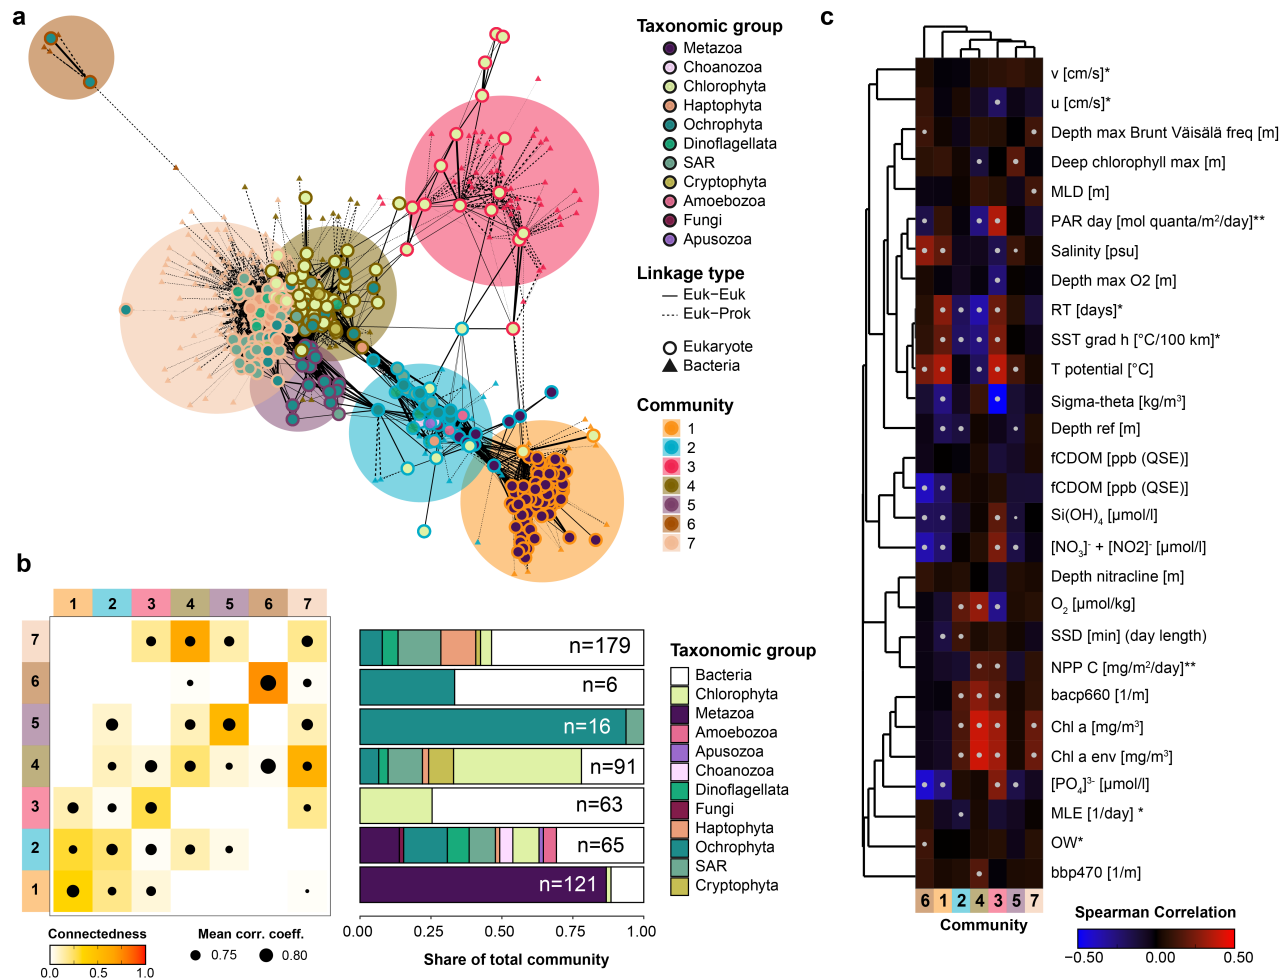 a
Taxonomic group
Metazoa
Choanozoa
Chlorophyta
Haptophyta
Ochrophyta
Dinoflagellata
SAR
Cryptophyta
Amoebozoa
Fungi
Apusozoa
Linkage type
Euk−Euk
Euk−Prok
Eukaryote
Bacteria
Community
1
2
3
4
5
6
7
b
1 2 3 4 5 6 7
7
6
5
4
3
2
1
Connectedness
0.0 0.5 1.0
Mean corr. coeff.
0.75 0.80
n=179
n=6
n=16
n=91
n=63
n=65
n=121
0.00 0.25 0.50 0.75 1.00
Share of total community
Taxonomic group
Bacteria
Chlorophyta
Metazoa
Amoebozoa
Apusozoa
Choanozoa
Dinoflagellata
Fungi
Haptophyta
Ochrophyta
SAR
Cryptophyta
c
v [cm/s]*
u [cm/s]*
Depth max Brunt Väisälä freq [m]
Deep chlorophyll max [m]
MLD [m]
PAR day [mol quanta/m²/day]**
Salinity [psu]
Depth max O2 [m]
RT [days]*
SST grad h [°C/100 km]*
T potential [°C]
Sigma-theta [kg/m³]
Depth ref [m]
fCDOM [ppb (QSE)]
fCDOM [ppb (QSE)]
Si(OH)₄ [µmol/l]
[NO₃]⁻ + [NO2]⁻ [µmol/l]
Depth nitracline [m]
O₂ [µmol/kg]
SSD [min] (day length)
NPP C [mg/m²/day]**
bacp660 [1/m]
Chl a [mg/m³]
Chl a env [mg/m³]
[PO₄]³⁻ [µmol/l]
MLE [1/day] *
OW*
bbp470 [1/m]
6 1 2 4 3 5 7
Community
Spearman Correlation
−0.50 0.00 0.50